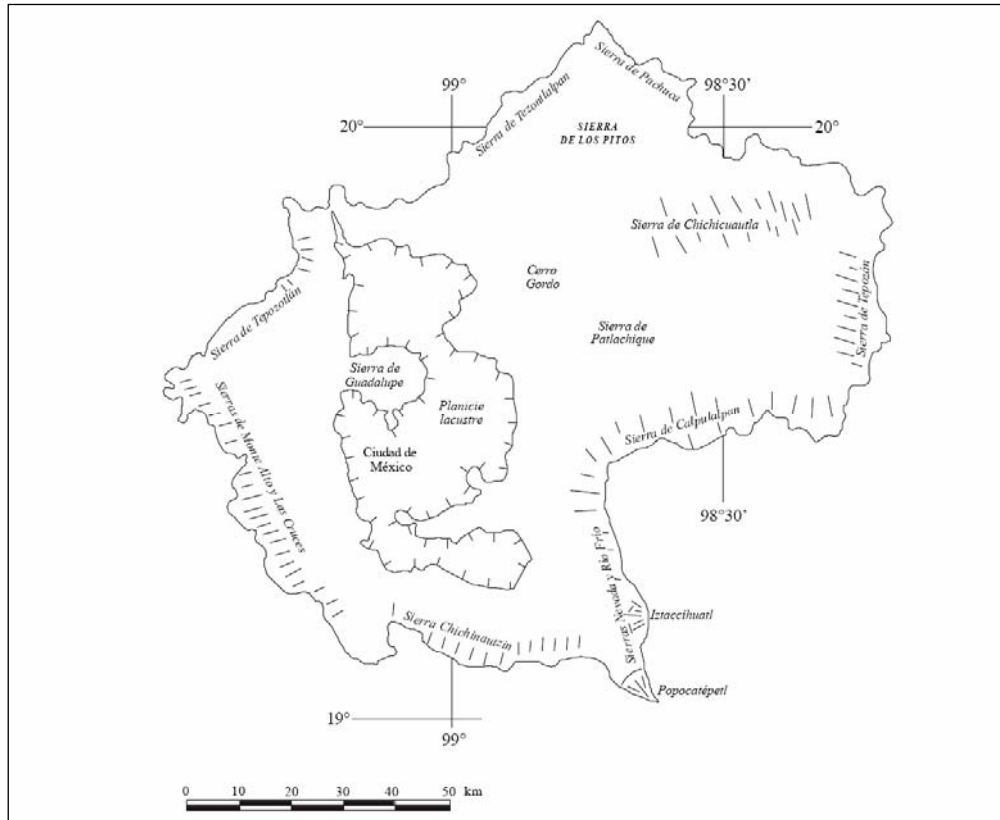 Sierra de Pachuca
99°
98°30'
Sierra de Tezontlalpan
20°
20°
SIERRA
DE LOS PITOS
Sierra de Chichicuautla
Cerro
Gordo
Sierra de Tepozán
Sierra de Tepozotlán
Sierra de
Patlachique
Sierra de
Guadalupe
Planicie
lacustre
Sierras de Monte Alto y Las Cruces
Sierra de Calpulalpan
Ciudad de
México
98°30'
Sierras Nevada y Río Frío
Iztaccíhuatl
Sierra Chichinautzin
Popocatépetl
19°
99°
0 10 20 30 40 50 km